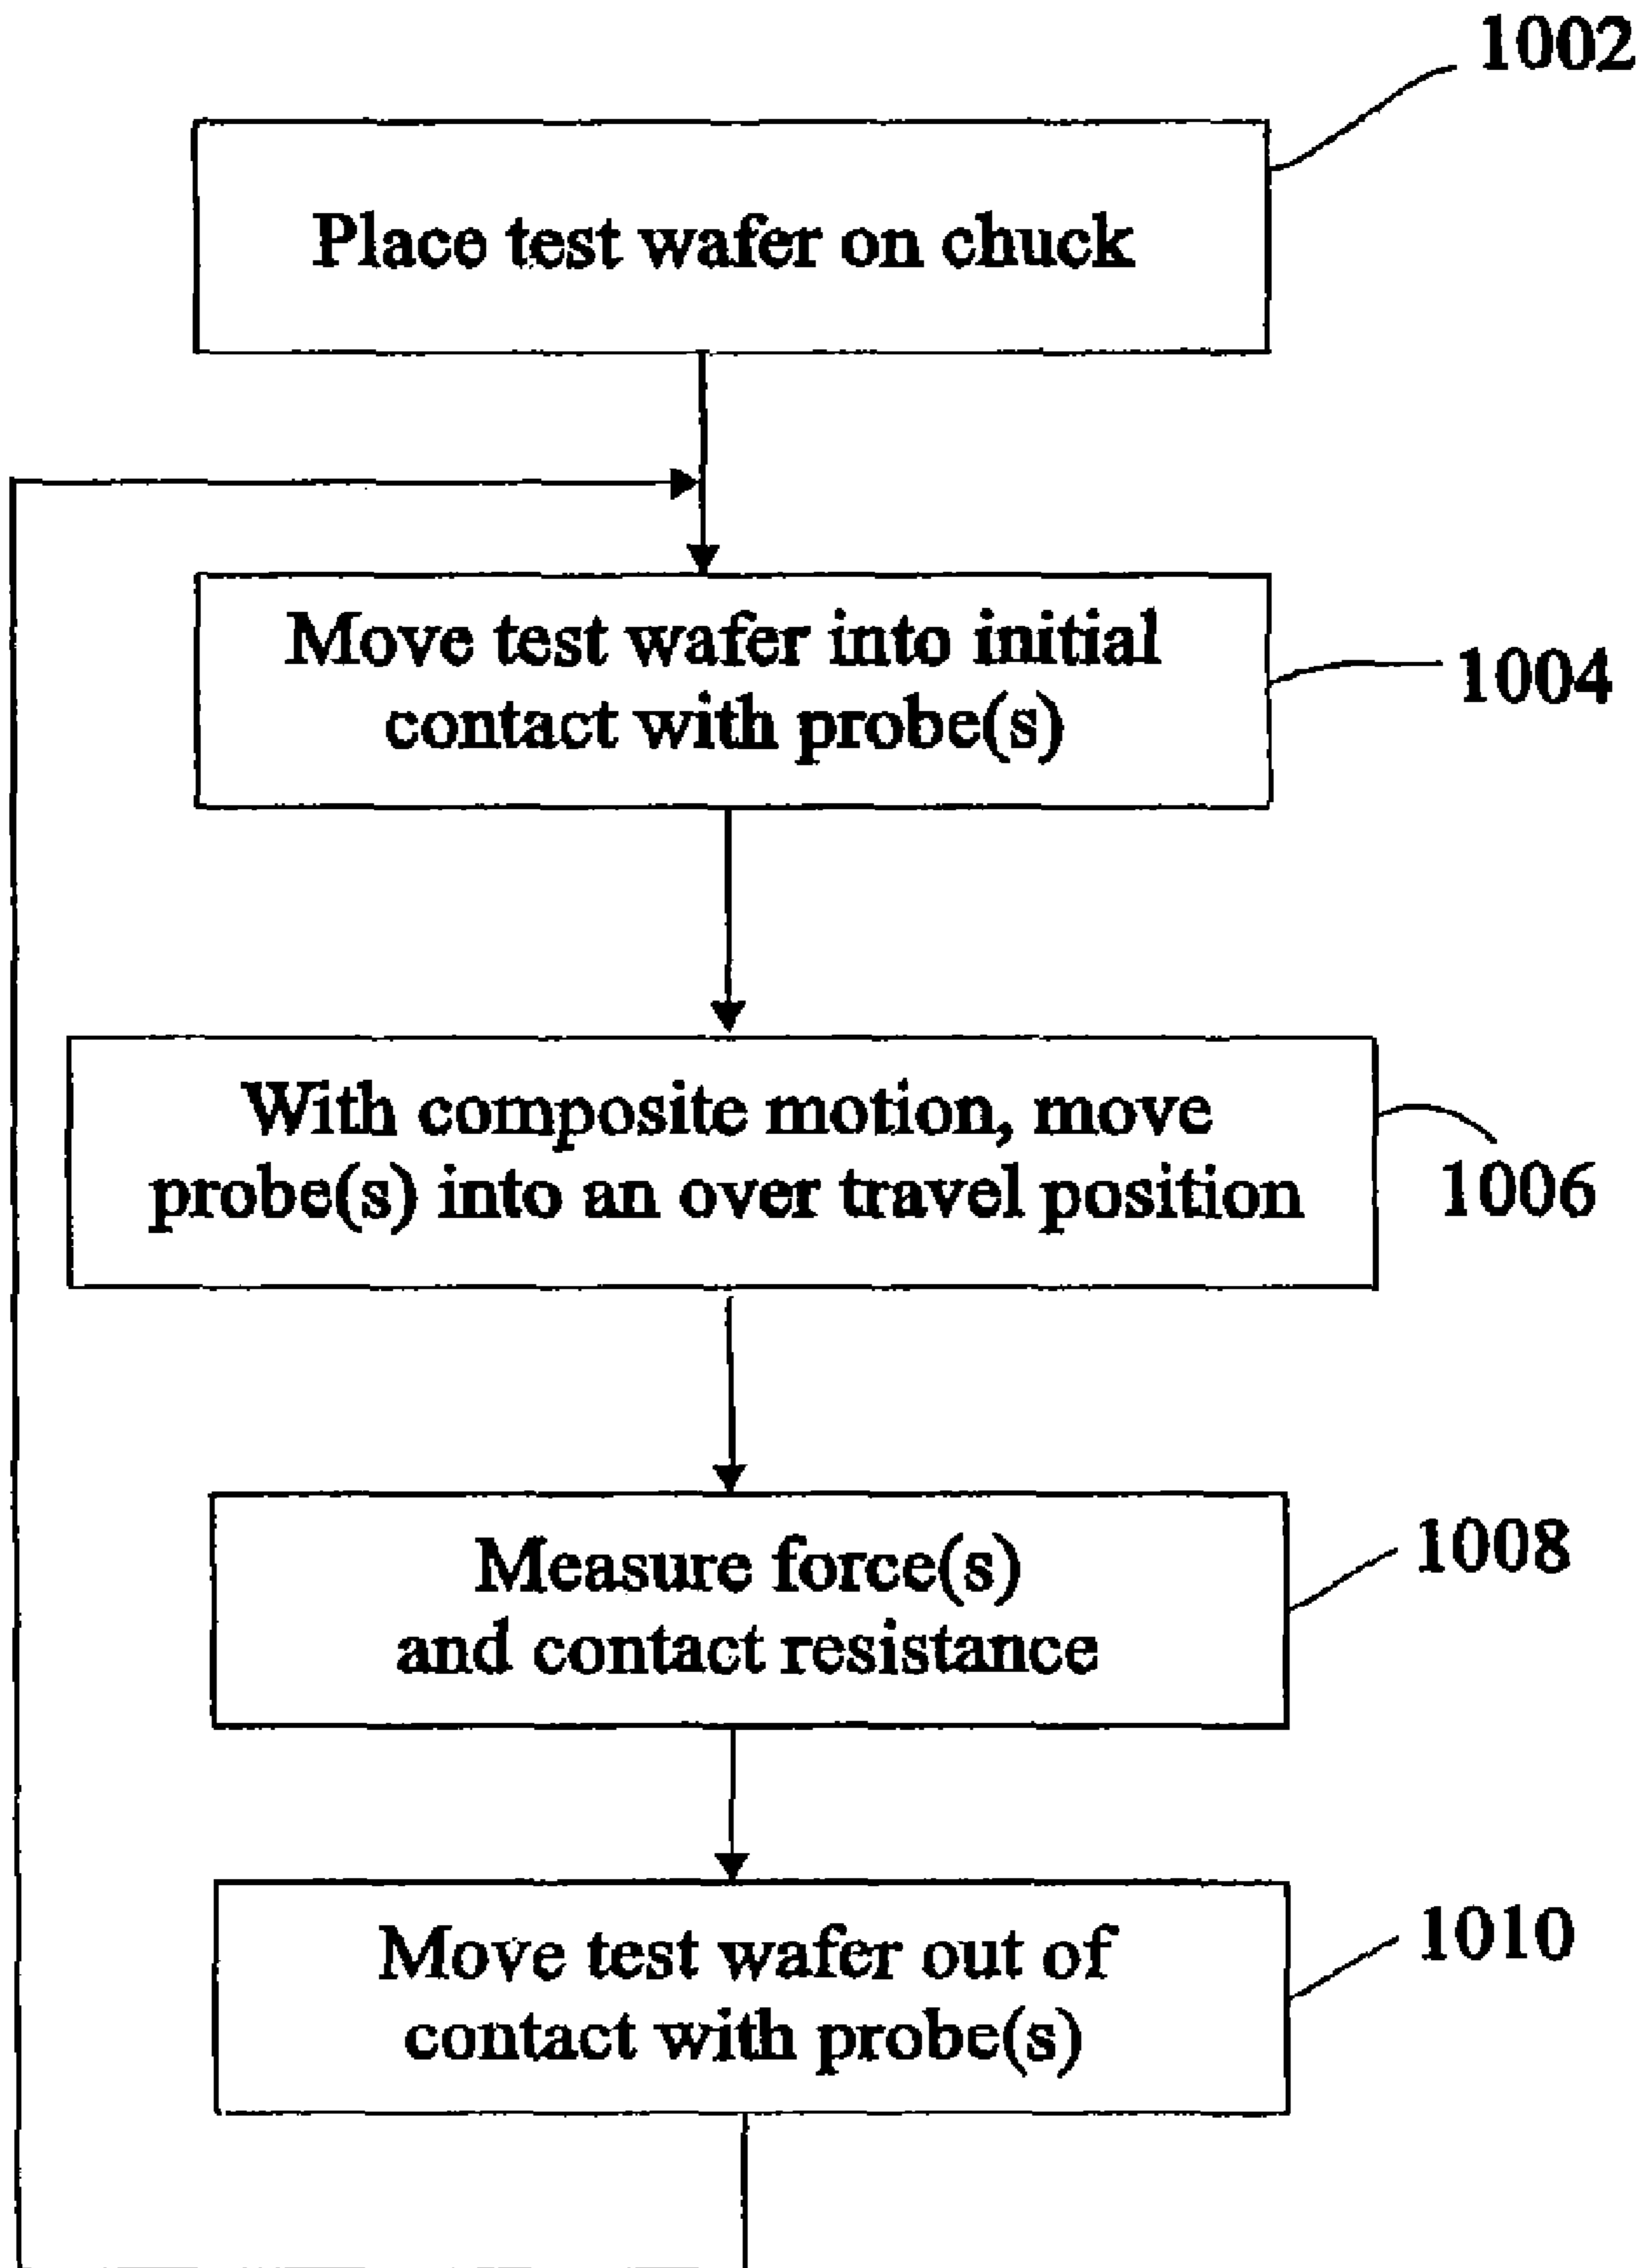 1002
Place test wafer on chuck
Move test wafer into initial
contact with probe(s)
1004
With composite motion, move
probe(s) into an over travel position
1006
Measure force(s)
and contact resistance
1008
Move test wafer out of
contact with probe(s)
1010